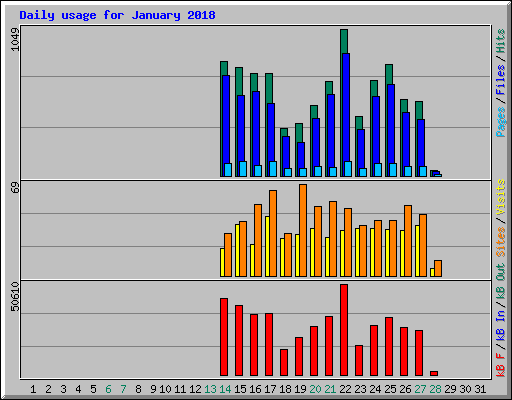 Daily usage for January 2018
1049
Pages / Files / Hits
69
Sites / Visits
50610
kB F / kB In / kB Out
1 2 3 4 5 6 7 8 9 10 11 12 13 14 15 16 17 18 19 20 21 22 23 24 25 26 27 28 29 30 31